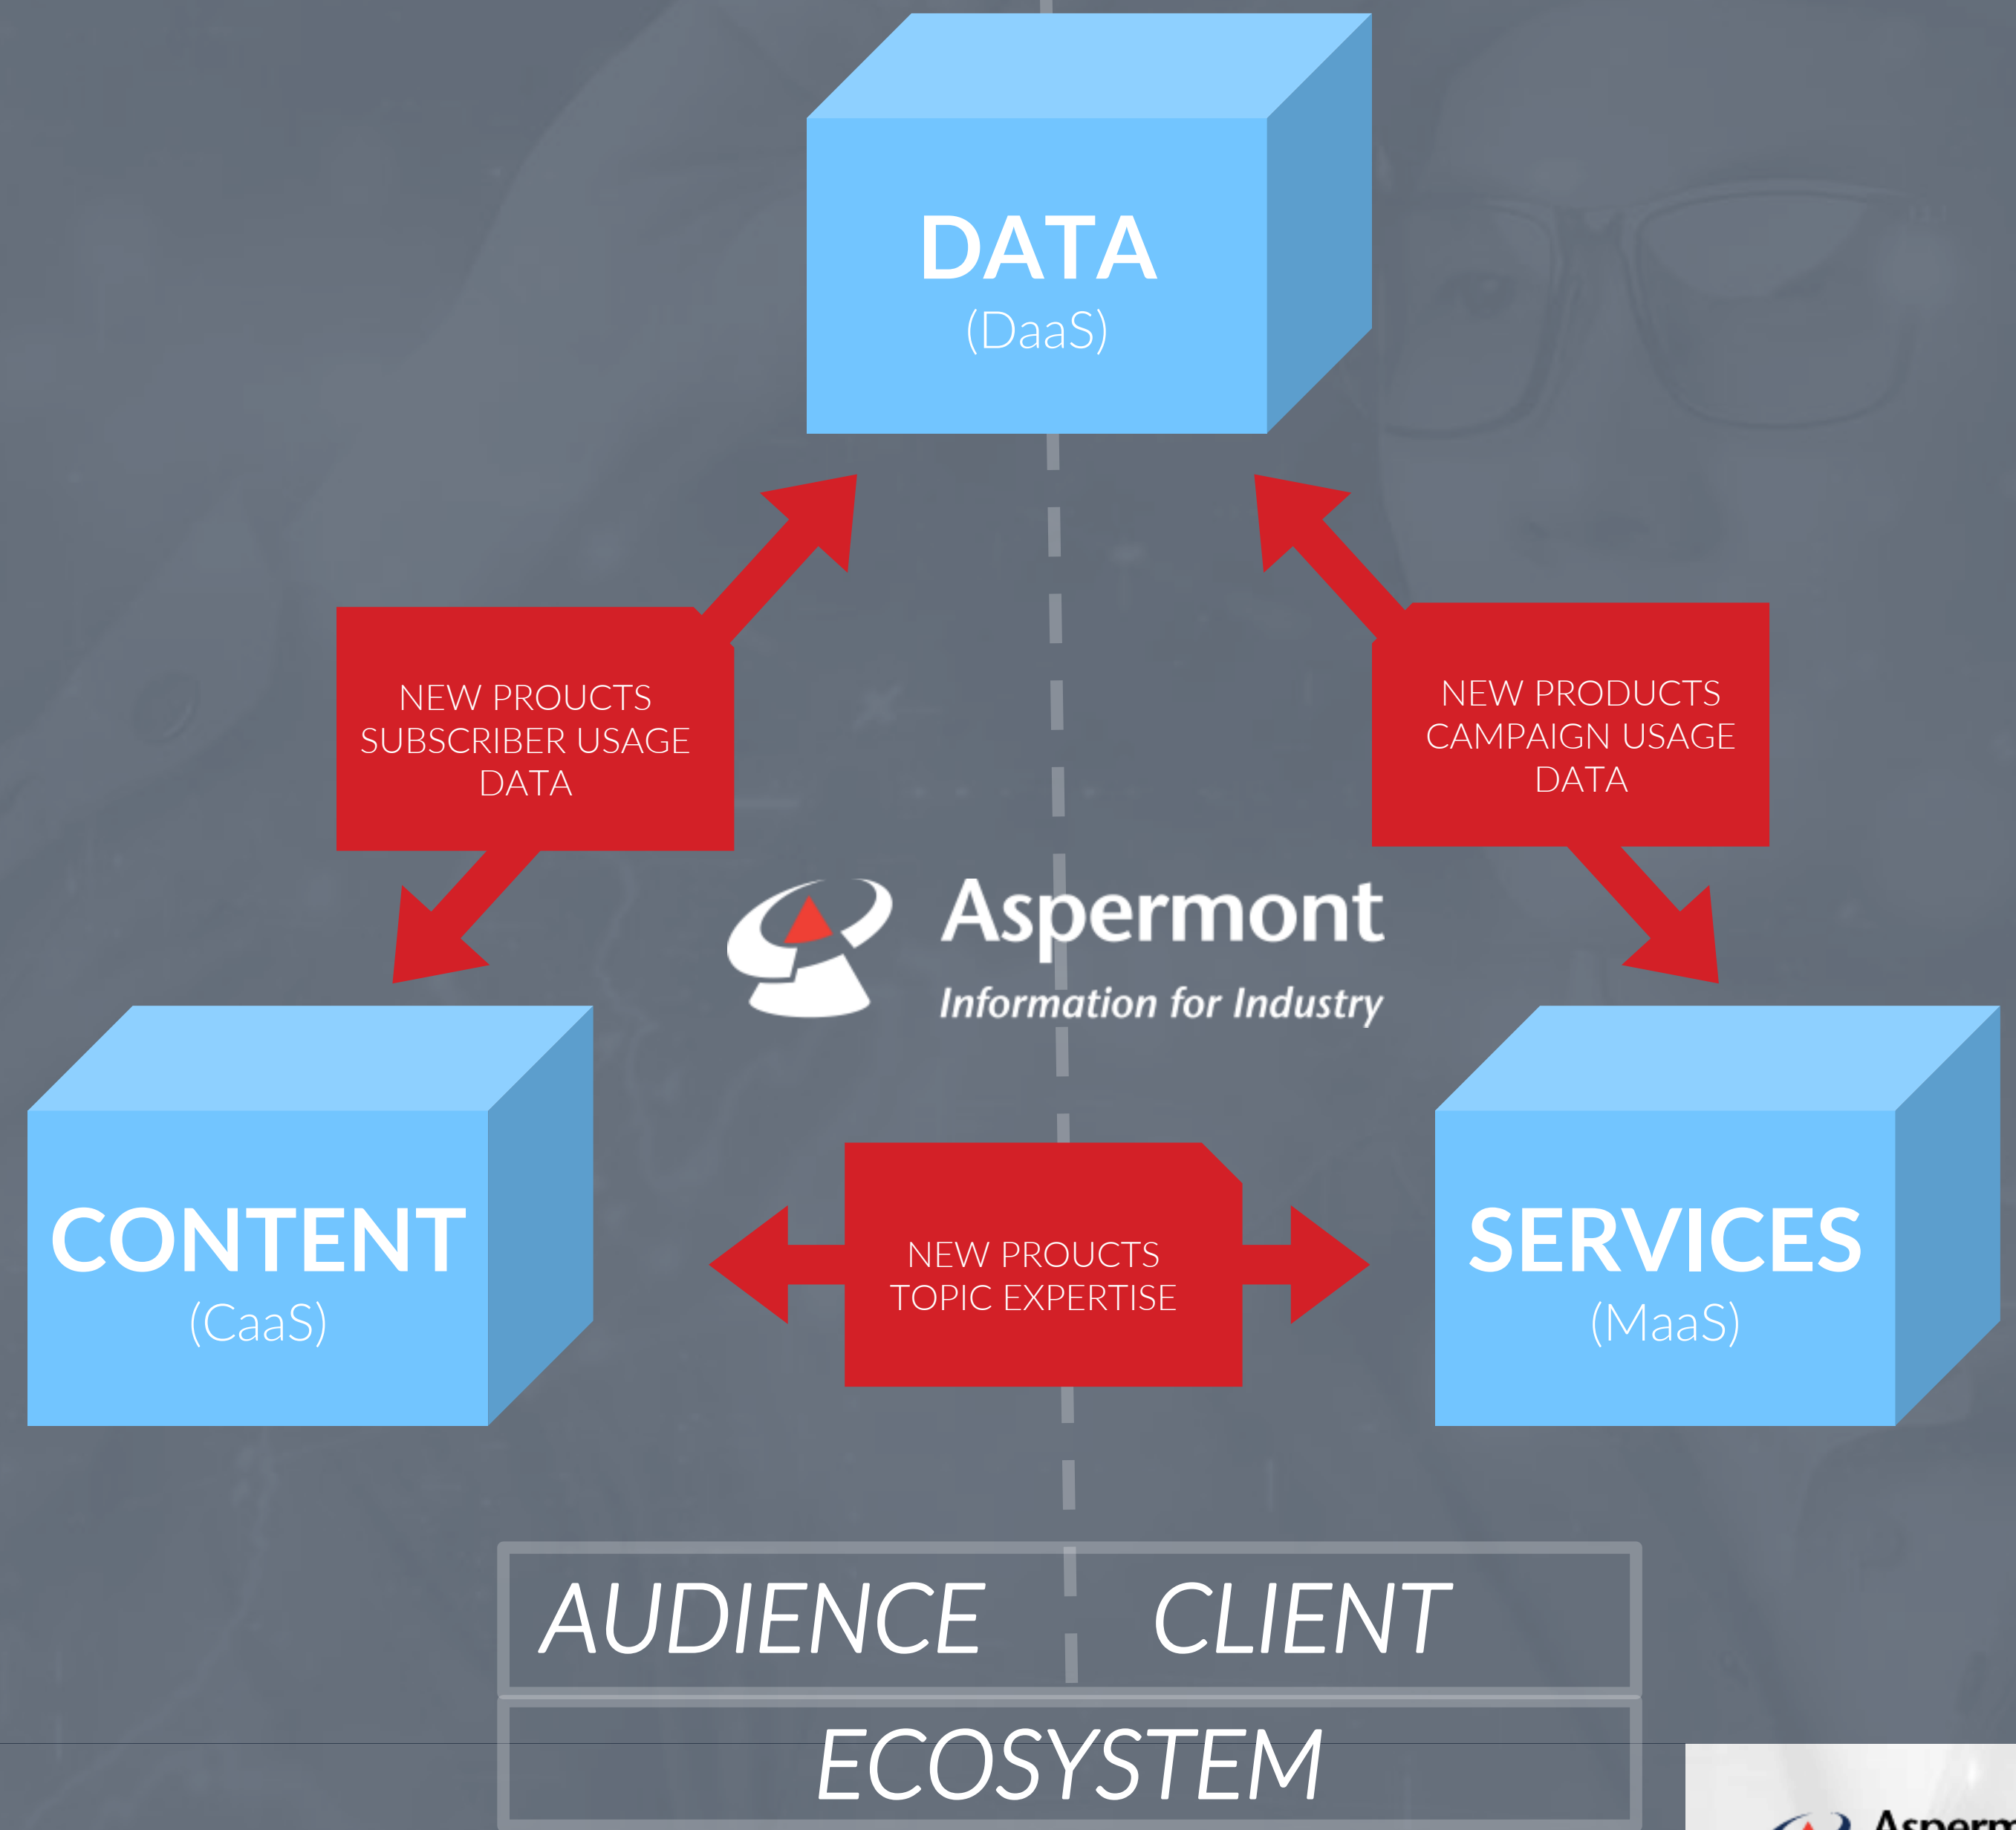 DATA
(DaaS)
NEW PROUCTS
SUBSCRIBER USAGE
DATA
NEW PRODUCTS
CAMPAIGN USAGE
DATA
Aspermont
Information for Industry
CONTENT
(CaaS)
NEW PROUCTS
TOPIC EXPERTISE
SERVICES
(MaaS)
AUDIENCE CLIENT
ECOSYSTEM